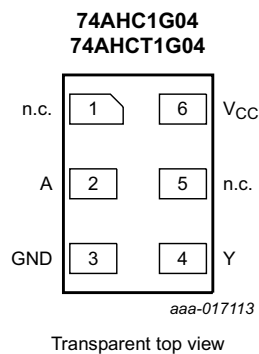 74AHC1G04
74AHCT1G04
n.c. 1 6 VCC
A 2 5 n.c.
GND 3 4 Y
aaa-017113
Transparent top view